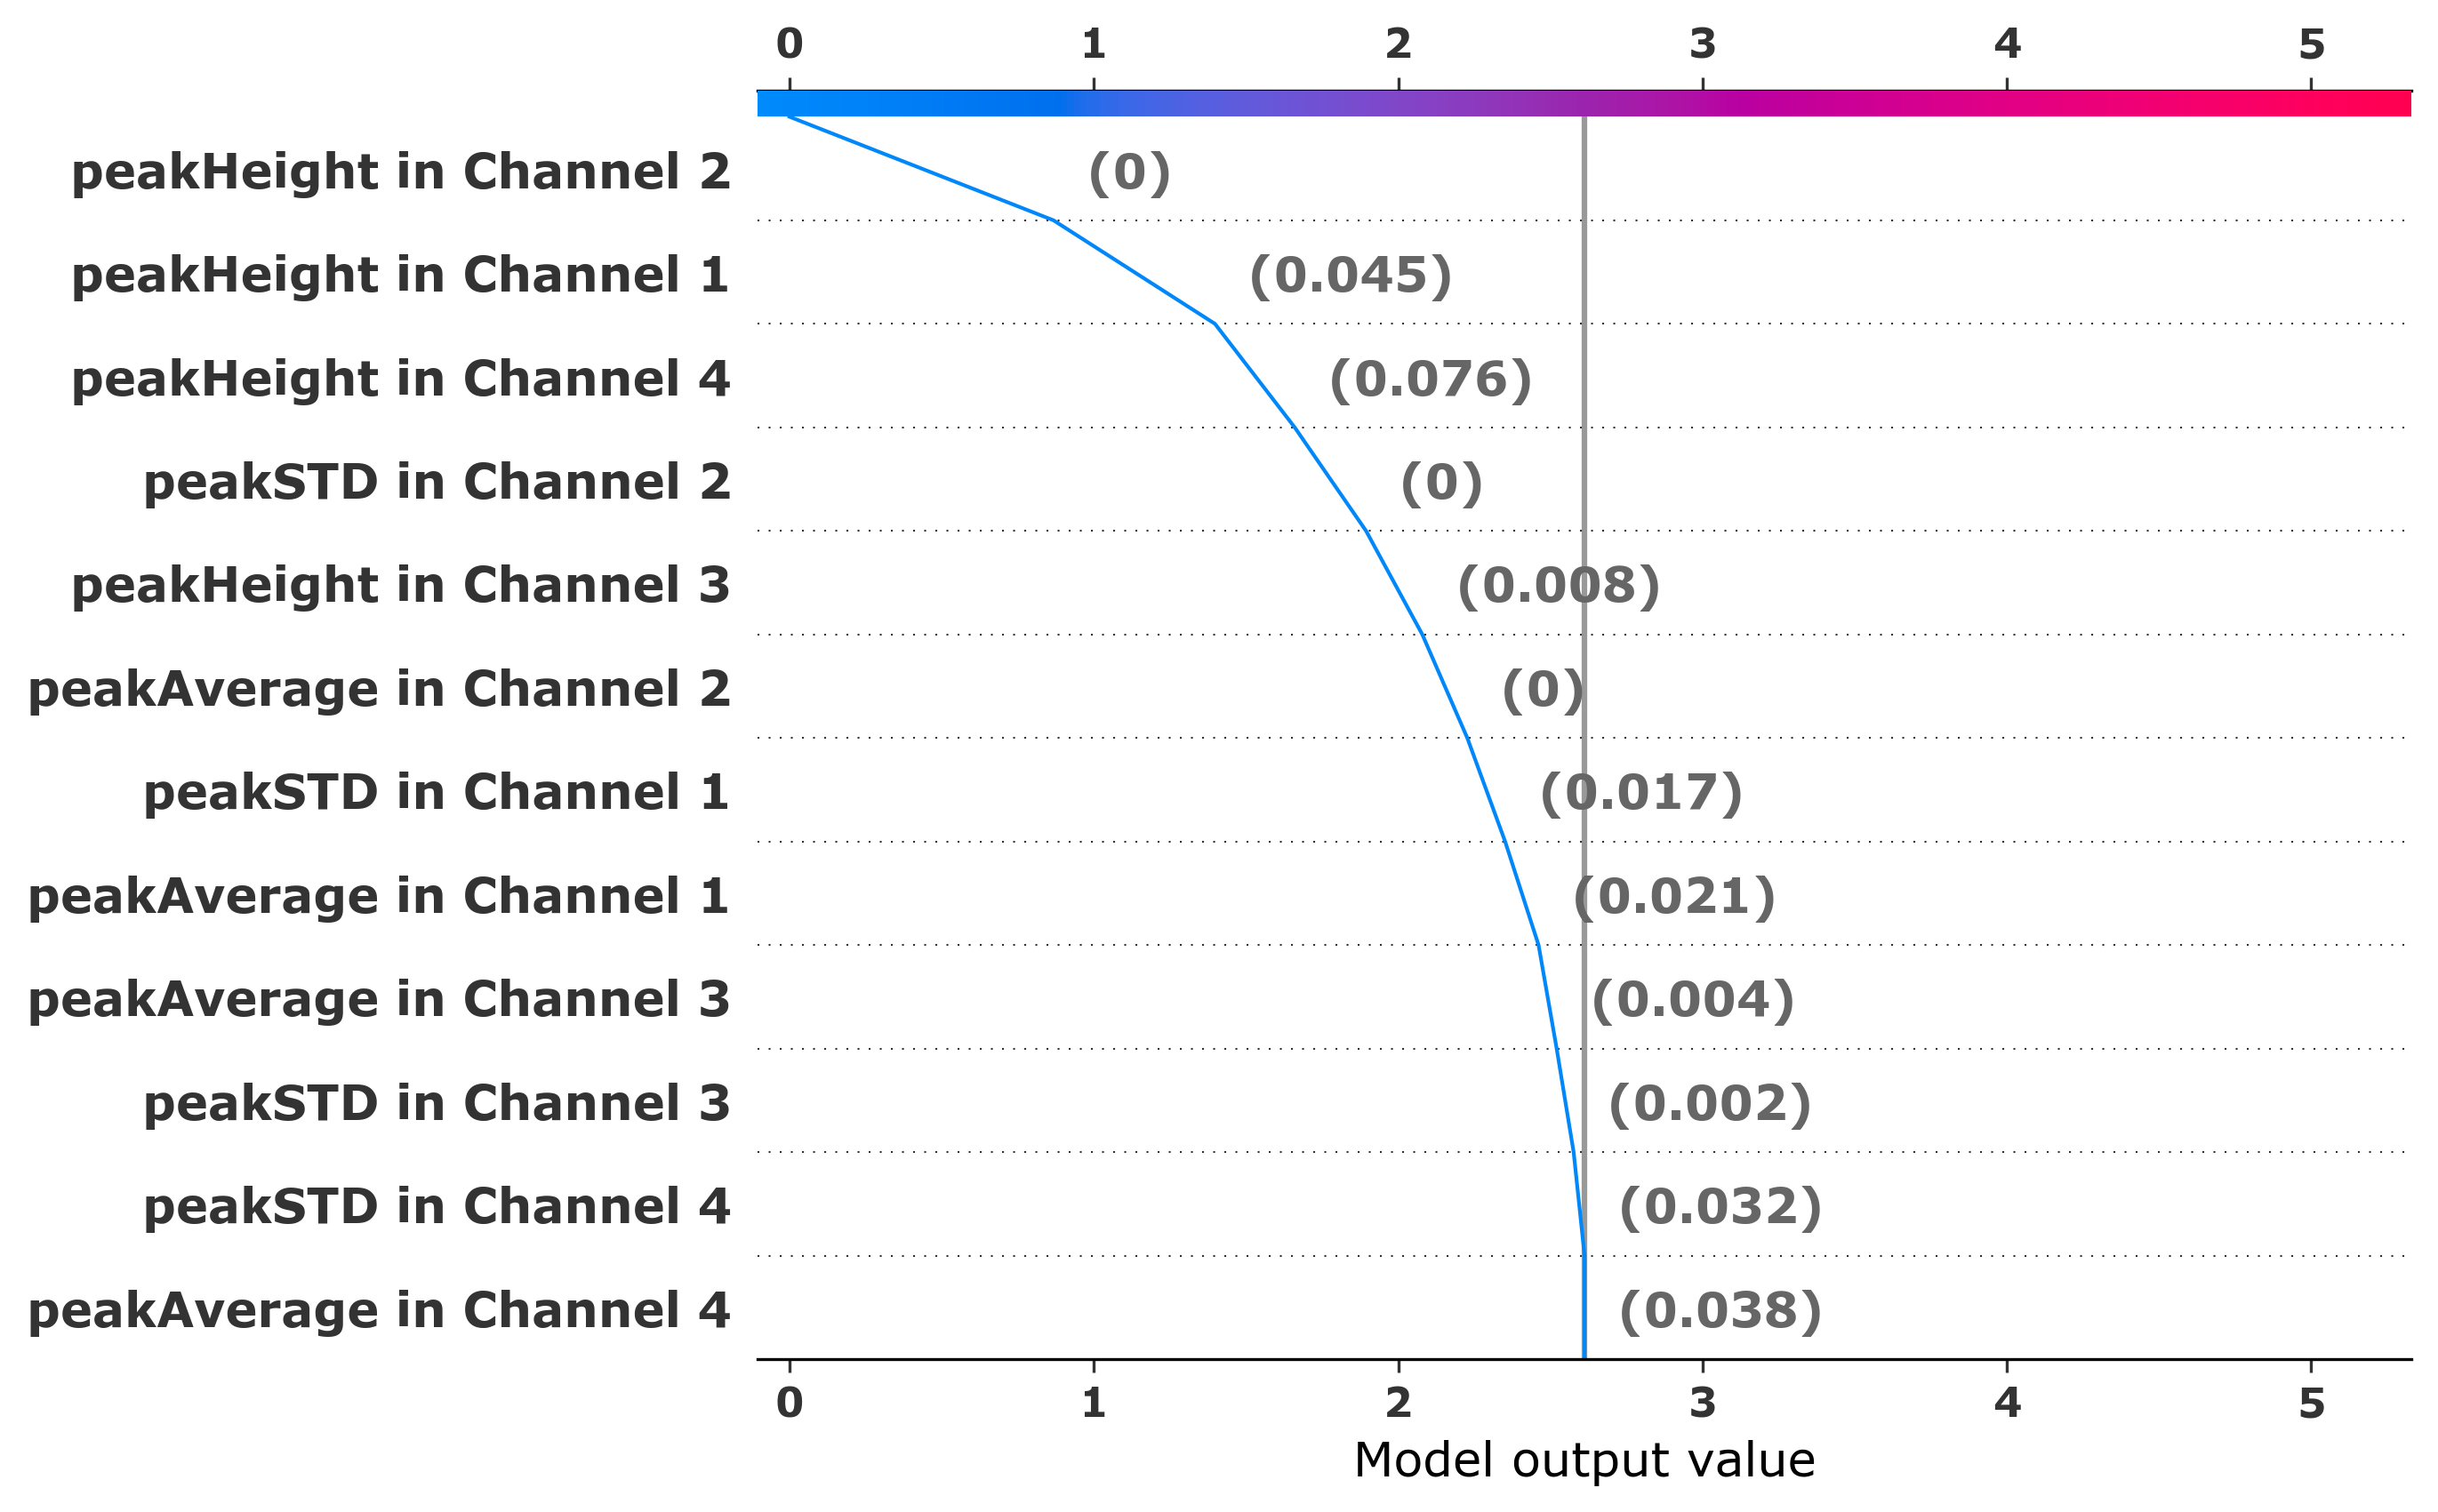 0 1 2 3 4 5
peakHeight in Channel 2 (0)
peakHeight in Channel 1 (0.045)
peakHeight in Channel 4 (0.076)
peakSTD in Channel 2 (0)
peakHeight in Channel 3 (0.008)
peakAverage in Channel 2 (0)
peakSTD in Channel 1 (0.017)
peakAverage in Channel 1 (0.021)
peakAverage in Channel 3 (0.004)
peakSTD in Channel 3 (0.002)
peakSTD in Channel 4 (0.032)
peakAverage in Channel 4 (0.038)
0 1 2 3 4 5
Model output value